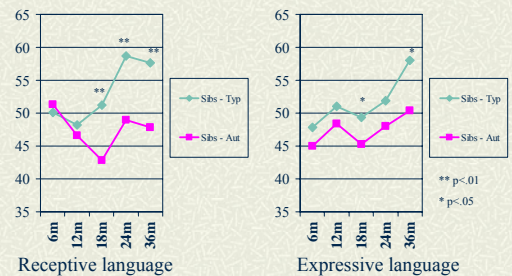 65
60
55
50
45
40
35
**
**
**
6m
12m
18m
24m
36m
Sibs - Typ
Sibs - Aut
Receptive language
65
60
55
50
45
40
35
*
*
6m
12m
18m
24m
36m
Sibs - Typ
Sibs - Aut
** p<.01
* p<.05
Expressive language